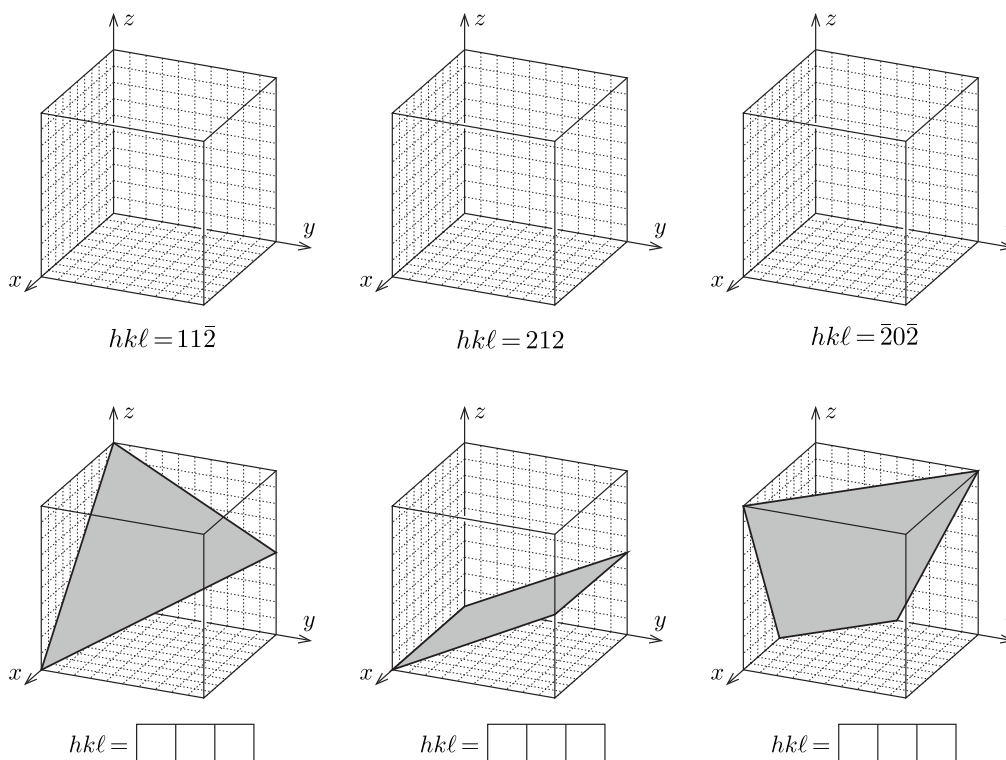 z z z
y y y
x x x
hkℓ = 112̄ hkℓ = 212 hkℓ = 2̄02̄
z z z
y y y
x x x
hkℓ = hkℓ = hkℓ =